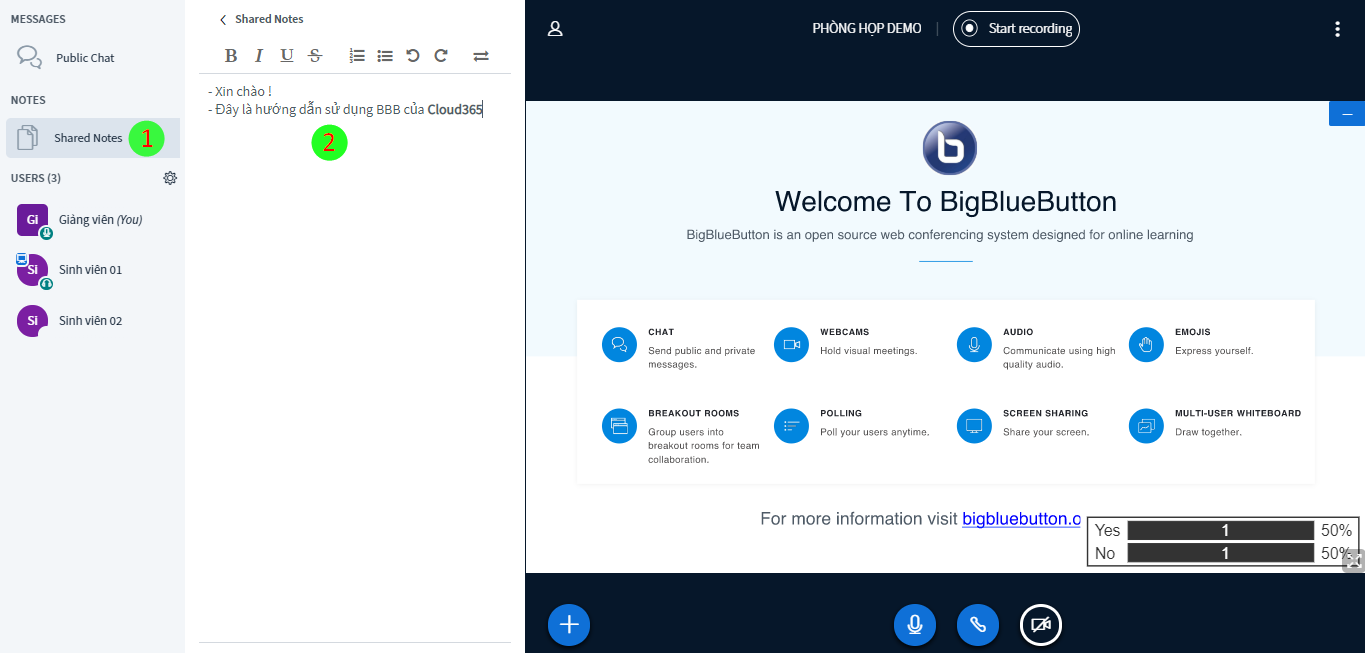 MESSAGES
Public Chat
NOTES
Shared Notes 1
USERS (3)
Gi Giảng viên (You)
Si Sinh viên 01
Si Sinh viên 02
Shared Notes
B I U S
- Xin chào !
- Đây là hướng dẫn sử dụng BBB của Cloud365
2
PHÒNG HỌP DEMO Start recording
b
Welcome To BigBlueButton
BigBlueButton is an open source web conferencing system designed for online learning
CHAT
Send public and private
messages.
WEBCAMS
Hold visual meetings.
AUDIO
Communicate using high
quality audio.
EMOJIS
Express yourself.
BREAKOUT ROOMS
Group users into
breakout rooms for team
collaboration.
POLLING
Poll your users anytime.
SCREEN SHARING
Share your screen.
MULTI-USER WHITEBOARD
Draw together.
For more information visit bigbluebutton.o
Yes 1 50%
No 1 50%